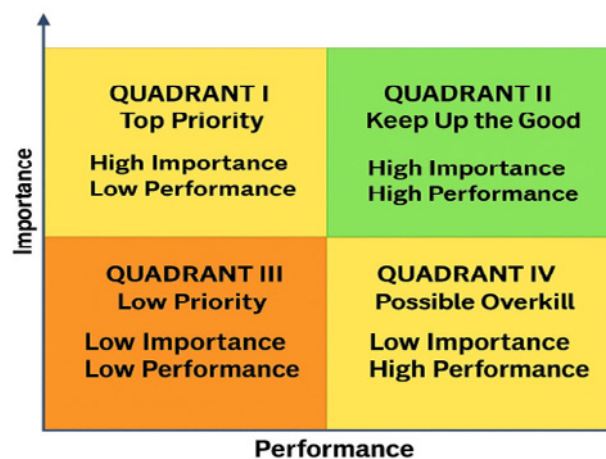 Importance
QUADRANT I
Top Priority
High Importance
Low Performance
QUADRANT II
Keep Up the Good
High Importance
High Performance
QUADRANT III
Low Priority
Low Importance
Low Performance
QUADRANT IV
Possible Overkill
Low Importance
High Performance
Performance